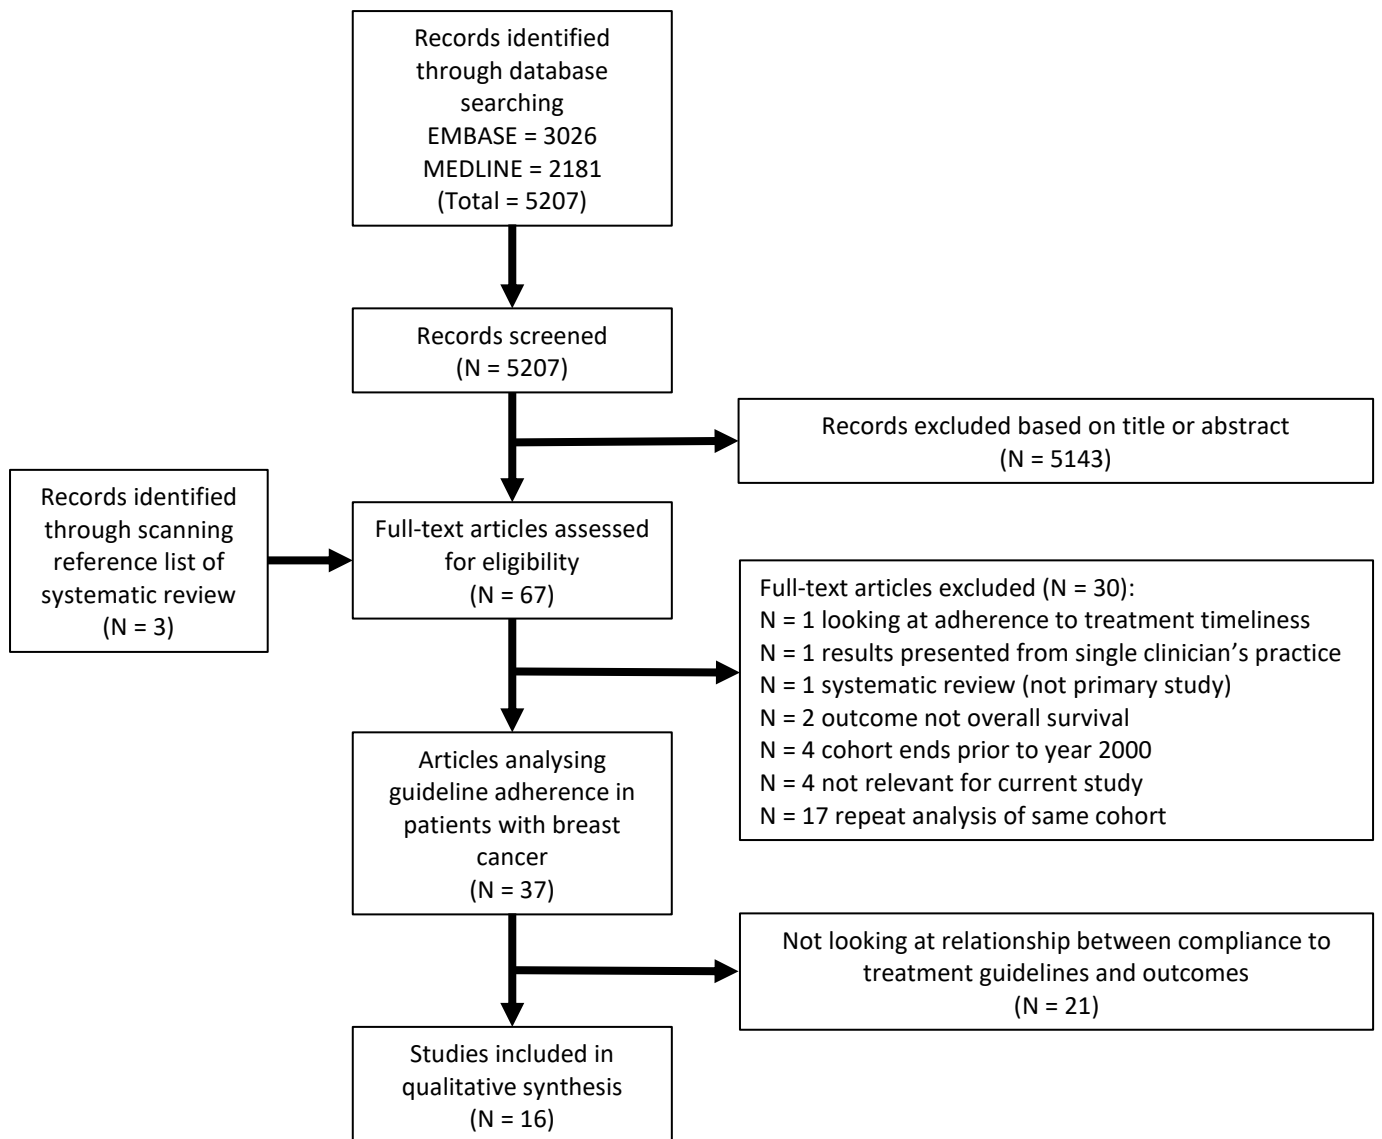 Records identified
through database
searching
EMBASE = 3026
MEDLINE = 2181
(Total = 5207)
Records screened
(N = 5207)
Records excluded based on title or abstract
(N = 5143)
Records identified
through scanning
reference list of
systematic review
(N = 3)
Full-text articles assessed
for eligibility
(N = 67)
Full-text articles excluded (N = 30):
N = 1 looking at adherence to treatment timeliness
N = 1 results presented from single clinician’s practice
N = 1 systematic review (not primary study)
N = 2 outcome not overall survival
N = 4 cohort ends prior to year 2000
N = 4 not relevant for current study
N = 17 repeat analysis of same cohort
Articles analysing
guideline adherence in
patients with breast
cancer
(N = 37)
Not looking at relationship between compliance to
treatment guidelines and outcomes
(N = 21)
Studies included in
qualitative synthesis
(N = 16)